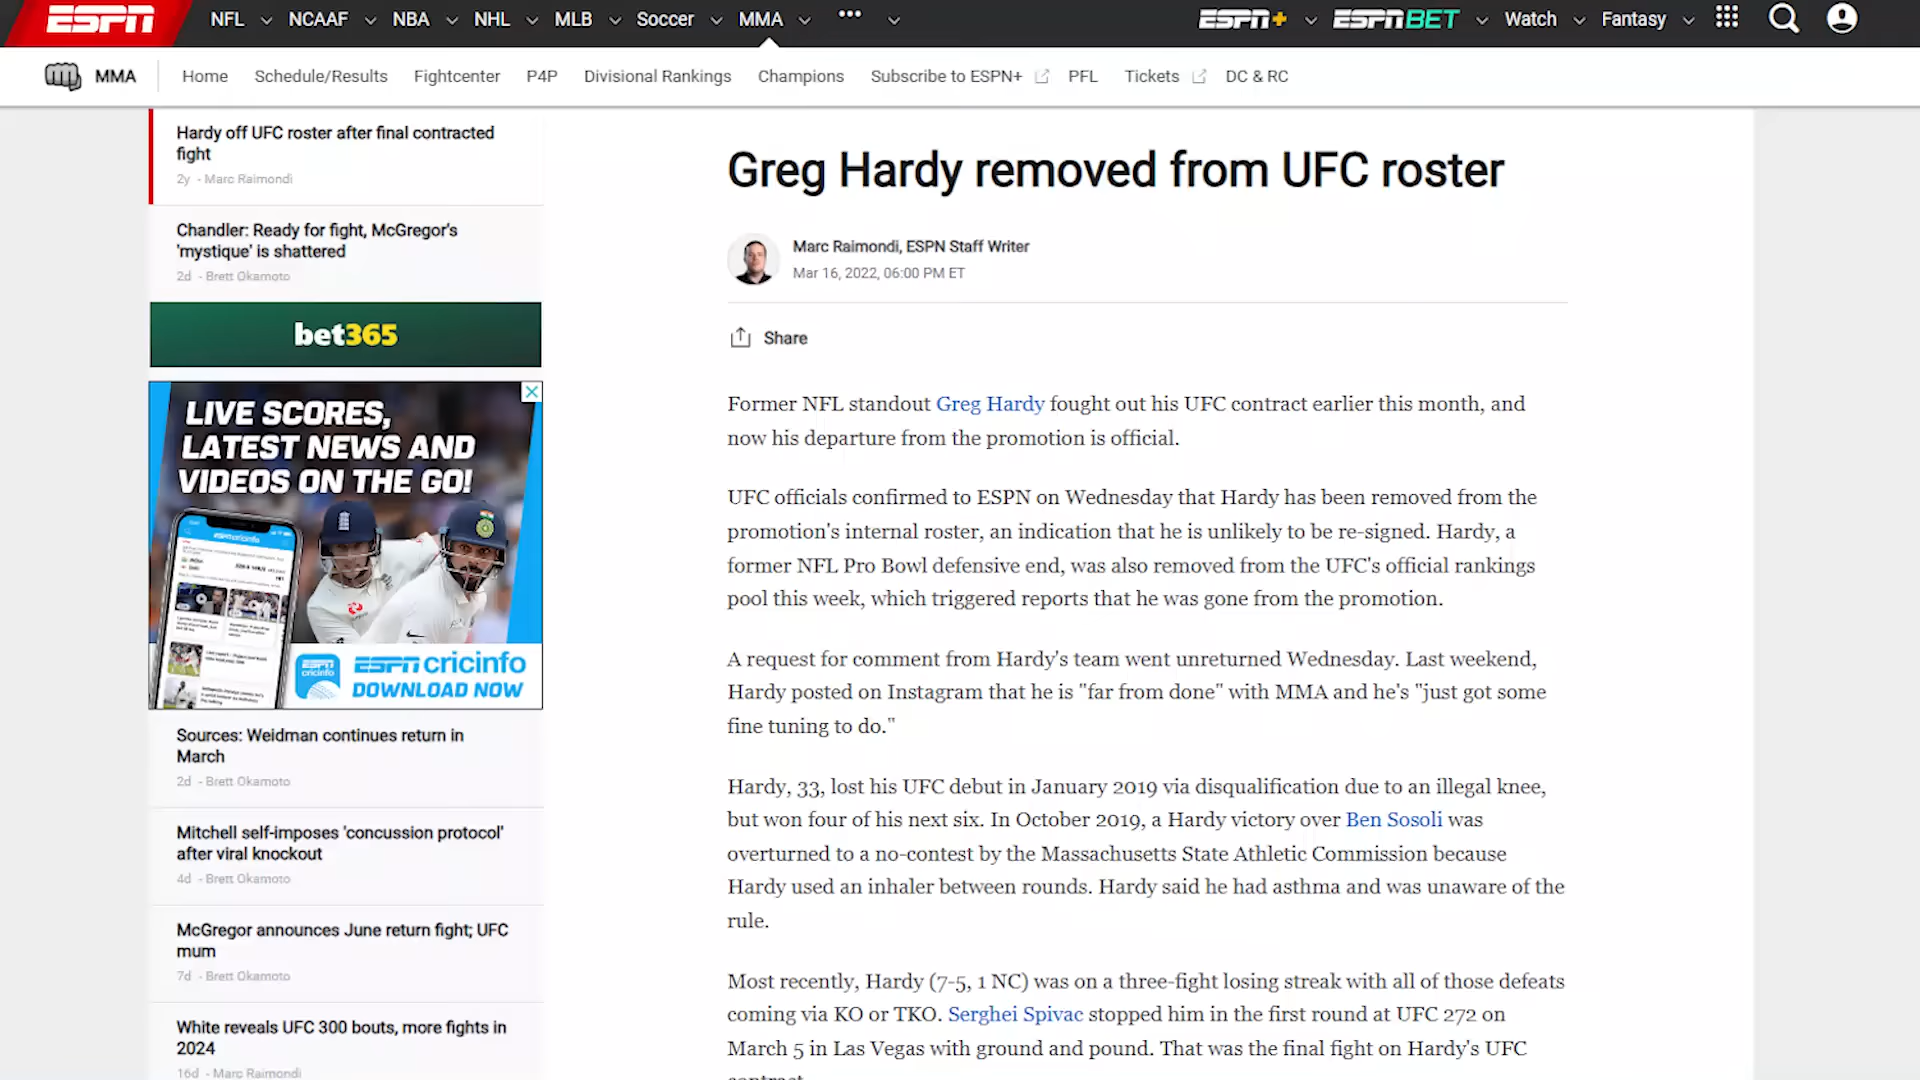 ESPN NFL NCAAF NBA NHL MLB Soccer MMA ••• ESPN+ ESPN BET Watch Fantasy
MMA Home Schedule/Results Fightcenter P4P Divisional Rankings Champions Subscribe to ESPN+ PFL Tickets DC & RC
Hardy off UFC roster after final contracted
fight
2y - Marc Raimondi
Chandler: Ready for fight, McGregor's
'mystique' is shattered
2d - Brett Okamoto
bet365
LIVE SCORES,
LATEST NEWS AND
VIDEOS ON THE GO!
ESPN cricinfo
DOWNLOAD NOW
Sources: Weidman continues return in
March
2d - Brett Okamoto
Mitchell self-imposes 'concussion protocol'
after viral knockout
4d - Brett Okamoto
McGregor announces June return fight; UFC
mum
7d - Brett Okamoto
White reveals UFC 300 bouts, more fights in
2024
16d - Marc Raimondi
Greg Hardy removed from UFC roster
Marc Raimondi, ESPN Staff Writer
Mar 16, 2022, 06:00 PM ET
Share
Former NFL standout Greg Hardy fought out his UFC contract earlier this month, and
now his departure from the promotion is official.
UFC officials confirmed to ESPN on Wednesday that Hardy has been removed from the
promotion's internal roster, an indication that he is unlikely to be re-signed. Hardy, a
former NFL Pro Bowl defensive end, was also removed from the UFC's official rankings
pool this week, which triggered reports that he was gone from the promotion.
A request for comment from Hardy's team went unreturned Wednesday. Last weekend,
Hardy posted on Instagram that he is "far from done" with MMA and he's "just got some
fine tuning to do."
Hardy, 33, lost his UFC debut in January 2019 via disqualification due to an illegal knee,
but won four of his next six. In October 2019, a Hardy victory over Ben Sosoli was
overturned to a no-contest by the Massachusetts State Athletic Commission because
Hardy used an inhaler between rounds. Hardy said he had asthma and was unaware of the
rule.
Most recently, Hardy (7-5, 1 NC) was on a three-fight losing streak with all of those defeats
coming via KO or TKO. Serghei Spivac stopped him in the first round at UFC 272 on
March 5 in Las Vegas with ground and pound. That was the final fight on Hardy's UFC